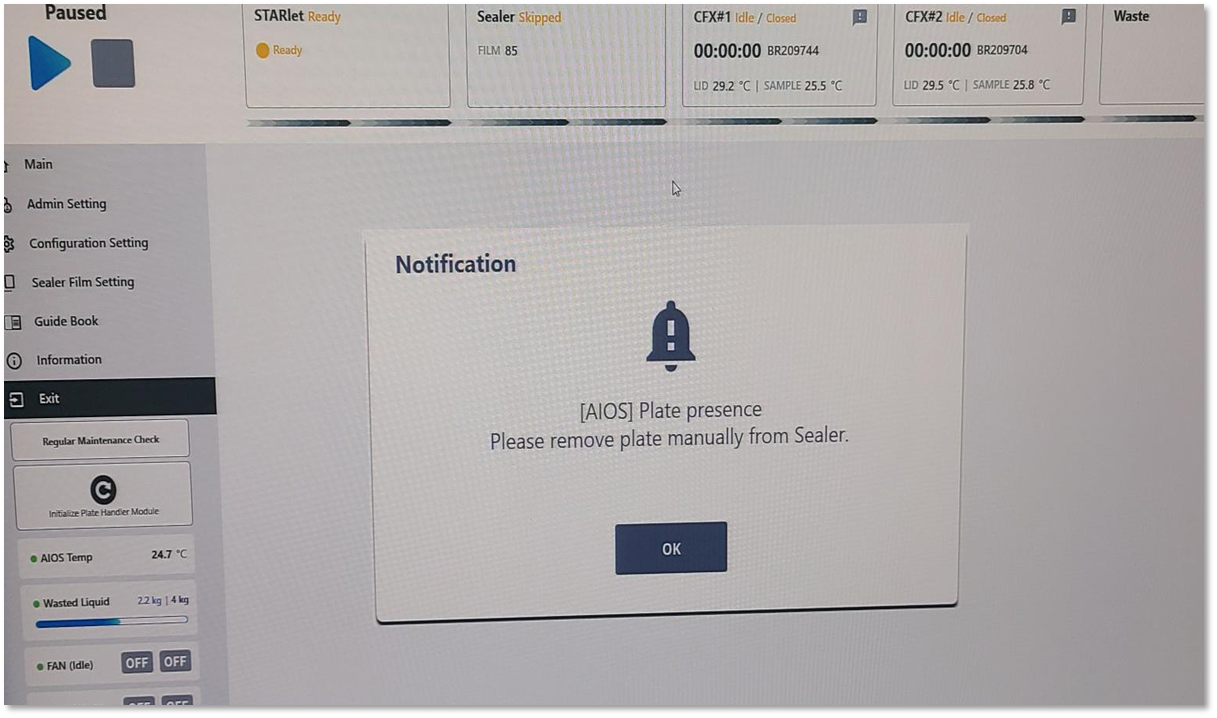 Paused
STARlet Ready
Ready
Sealer Skipped
FILM 85
CFX#1 Idle / Closed
00:00:00 BR209744
LID 29.2 °C | SAMPLE 25.5 °C
CFX#2 Idle / Closed
00:00:00 BR209704
LID 29.5 °C | SAMPLE 25.8 °C
Waste
Main
Admin Setting
Configuration Setting
Sealer Film Setting
Guide Book
Information
Exit
Regular Maintenance Check
Initialize Plate Handler Module
AIOS Temp 24.7 °C
Wasted Liquid 2.2 kg | 4 kg
FAN (Idle) OFF OFF
OFF OFF
Notification
[AIOS] Plate presence
Please remove plate manually from Sealer.
OK